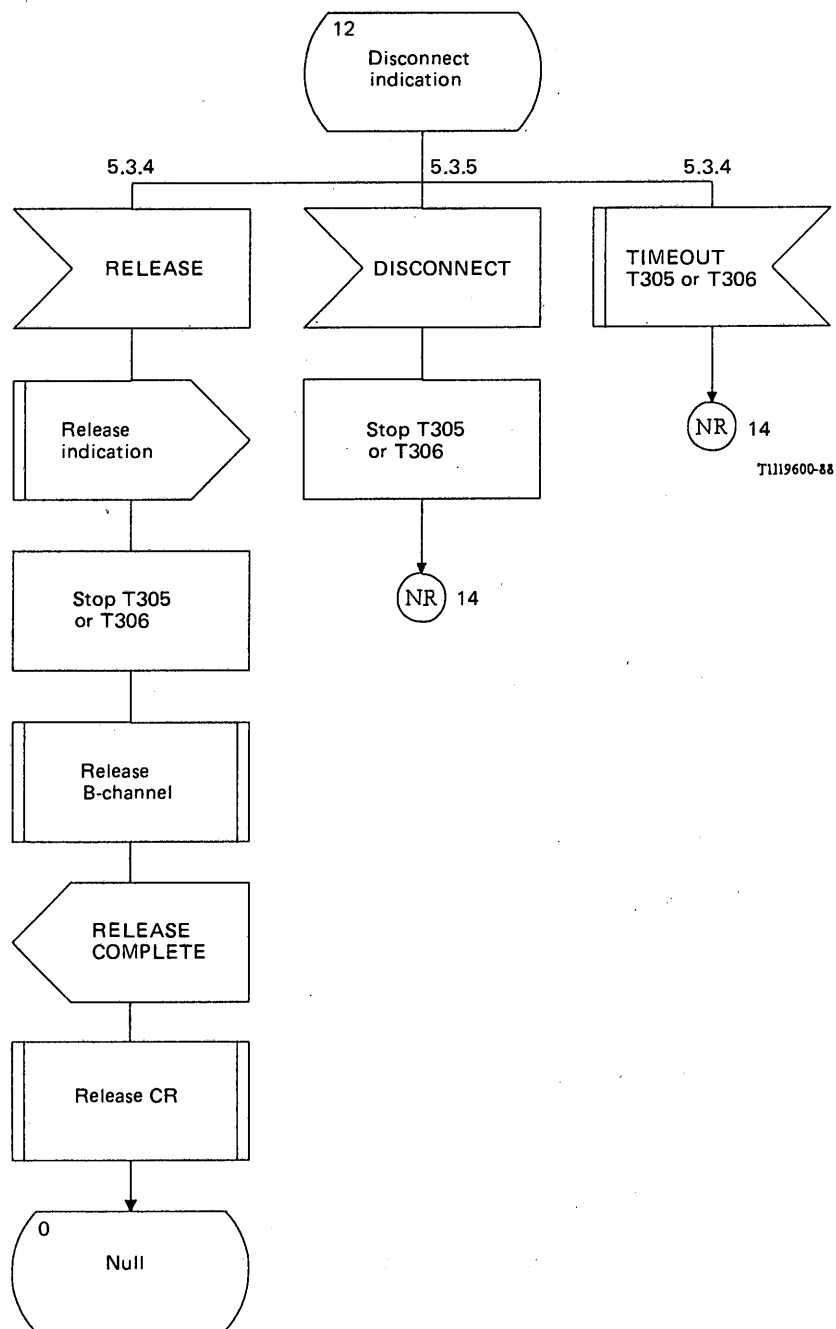 12
Disconnect
indication
5.3.4
5.3.5
5.3.4
RELEASE
DISCONNECT
TIMEOUT
T305 or T306
Release
indication
Stop T305
or T306
NR 14
T1119600-88
Stop T305
or T306
NR 14
Release
B-channel
RELEASE
COMPLETE
Release CR
0
Null